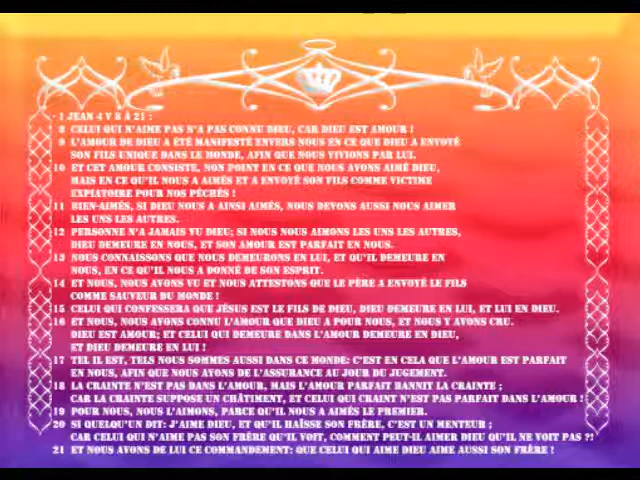 - 1 JEAN 4 V 8 À 21 :
8 CELUI QUI N'AIME PAS N'A PAS CONNU DIEU, CAR DIEU EST AMOUR !
9 L'AMOUR DE DIEU A ÉTÉ MANIFESTÉ ENVERS NOUS EN CE QUE DIEU A ENVOYÉ
SON FILS UNIQUE DANS LE MONDE, AFIN QUE NOUS VIVIONS PAR LUI.
10 ET CET AMOUR CONSISTE, NON POINT EN CE QUE NOUS AVONS AIMÉ DIEU,
MAIS EN CE QU'IL NOUS A AIMÉS ET A ENVOYÉ SON FILS COMME VICTIME
EXPIATOIRE POUR NOS PÉCHÉS !
11 BIEN-AIMÉS, SI DIEU NOUS A AINSI AIMÉS, NOUS DEVONS AUSSI NOUS AIMER
LES UNS LES AUTRES.
12 PERSONNE N'A JAMAIS VU DIEU; SI NOUS NOUS AIMONS LES UNS LES AUTRES,
DIEU DEMEURE EN NOUS, ET SON AMOUR EST PARFAIT EN NOUS.
13 NOUS CONNAISSONS QUE NOUS DEMEURONS EN LUI, ET QU'IL DEMEURE EN
NOUS, EN CE QU'IL NOUS A DONNÉ DE SON ESPRIT.
14 ET NOUS, NOUS AVONS VU ET NOUS ATTESTONS QUE LE PÈRE A ENVOYÉ LE FILS
COMME SAUVEUR DU MONDE !
15 CELUI QUI CONFESSERA QUE JÉSUS EST LE FILS DE DIEU, DIEU DEMEURE EN LUI, ET LUI EN DIEU.
16 ET NOUS, NOUS AVONS CONNU L'AMOUR QUE DIEU A POUR NOUS, ET NOUS Y AVONS CRU.
DIEU EST AMOUR; ET CELUI QUI DEMEURE DANS L'AMOUR DEMEURE EN DIEU,
ET DIEU DEMEURE EN LUI !
17 TEL IL EST, TELS NOUS SOMMES AUSSI DANS CE MONDE: C'EST EN CELA QUE L'AMOUR EST PARFAIT
EN NOUS, AFIN QUE NOUS AYONS DE L'ASSURANCE AU JOUR DU JUGEMENT.
18 LA CRAINTE N'EST PAS DANS L'AMOUR, MAIS L'AMOUR PARFAIT BANNIT LA CRAINTE ;
CAR LA CRAINTE SUPPOSE UN CHÂTIMENT, ET CELUI QUI CRAINT N'EST PAS PARFAIT DANS L'AMOUR !
19 POUR NOUS, NOUS L'AIMONS, PARCE QU'IL NOUS A AIMÉS LE PREMIER.
20 SI QUELQU'UN DIT: J'AIME DIEU, ET QU'IL HAÏSSE SON FRÈRE, C'EST UN MENTEUR ;
CAR CELUI QUI N'AIME PAS SON FRÈRE QU'IL VOIT, COMMENT PEUT-IL AIMER DIEU QU'IL NE VOIT PAS ?!
21 ET NOUS AVONS DE LUI CE COMMANDEMENT: QUE CELUI QUI AIME DIEU AIME AUSSI SON FRÈRE !